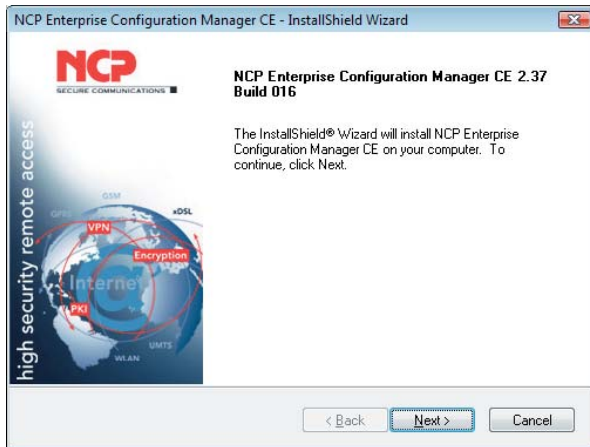 NCP Enterprise Configuration Manager CE - InstallShield Wizard
NCP
SECURE COMMUNICATIONS
NCP Enterprise Configuration Manager CE 2.37
Build 016
The InstallShield® Wizard will install NCP Enterprise
Configuration Manager CE on your computer. To
continue, click Next.
high security remote access
GSM
GPRS
xDSL
VPN
Encryption
Internet
@
PKI
UMTS
WLAN
< Back
Next >
Cancel